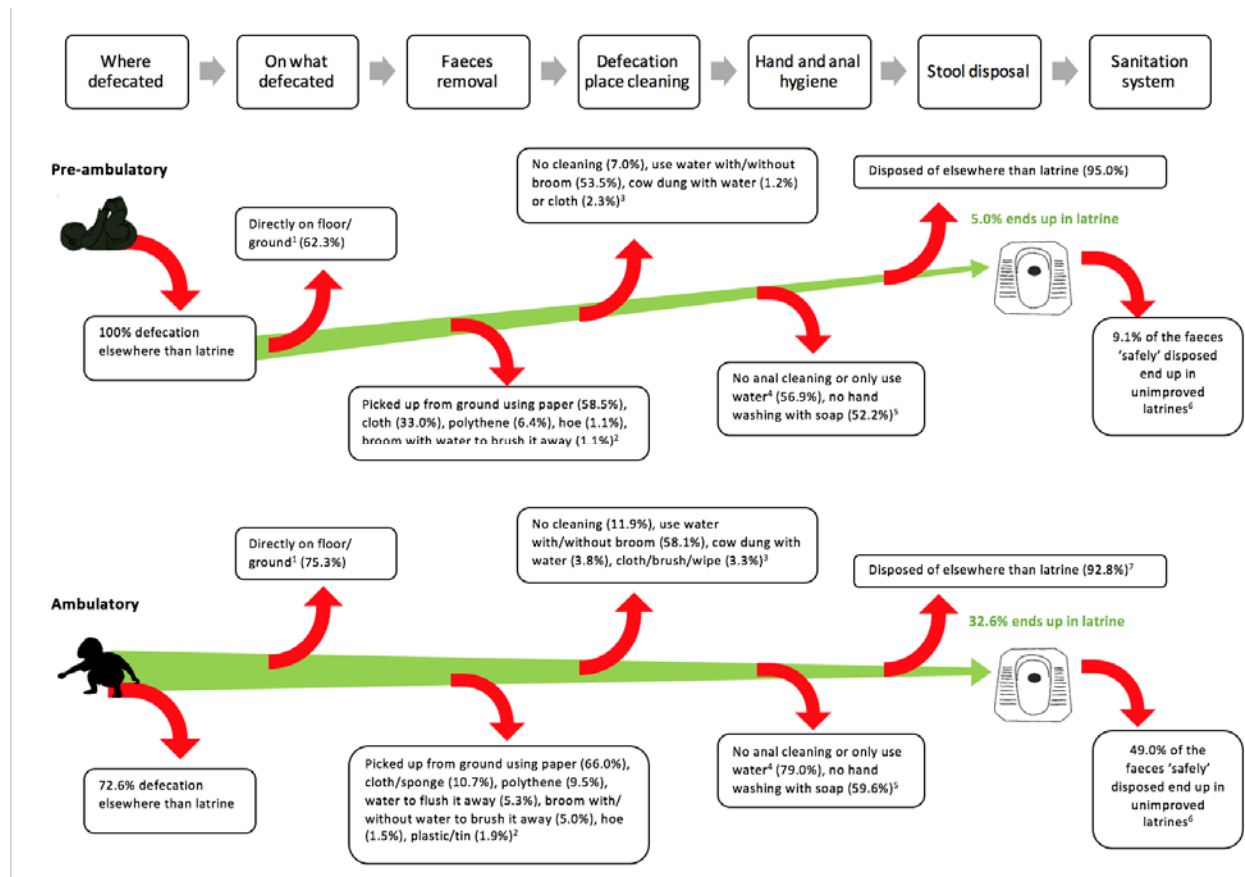 Where
defecated
On what
defecated
Faeces
removal
Defecation
place cleaning
Hand and anal
hygiene
Stool disposal
Sanitation
system
Pre-ambulatory
No cleaning (7.0%), use water with/without
broom (53.5%), cow dung with water (1.2%)
or cloth (2.3%)³
Disposed of elsewhere than latrine (95.0%)
Directly on floor/
ground¹ (62.3%)
5.0% ends up in latrine
100% defecation
elsewhere than latrine
9.1% of the faeces
‘safely’ disposed
end up in
unimproved
latrines⁶
Picked up from ground using paper (58.5%),
cloth (33.0%), polythene (6.4%), hoe (1.1%),
broom with water to brush it away (1.1%)²
No anal cleaning or only use
water⁴ (56.9%), no hand
washing with soap (52.2%)⁵
Ambulatory
Directly on floor/
ground¹ (75.3%)
No cleaning (11.9%), use water
with/without broom (58.1%), cow dung with
water (3.8%), cloth/brush/wipe (3.3%)³
Disposed of elsewhere than latrine (92.8%)⁷
32.6% ends up in latrine
72.6% defecation
elsewhere than latrine
Picked up from ground using paper (66.0%),
cloth/sponge (10.7%), polythene (9.5%),
water to flush it away (5.3%), broom with/
without water to brush it away (5.0%), hoe
(1.5%), plastic/tin (1.9%)²
No anal cleaning or only use
water⁴ (79.0%), no hand
washing with soap (59.6%)⁵
49.0% of the
faeces ‘safely’
disposed end up in
unimproved
latrines⁶